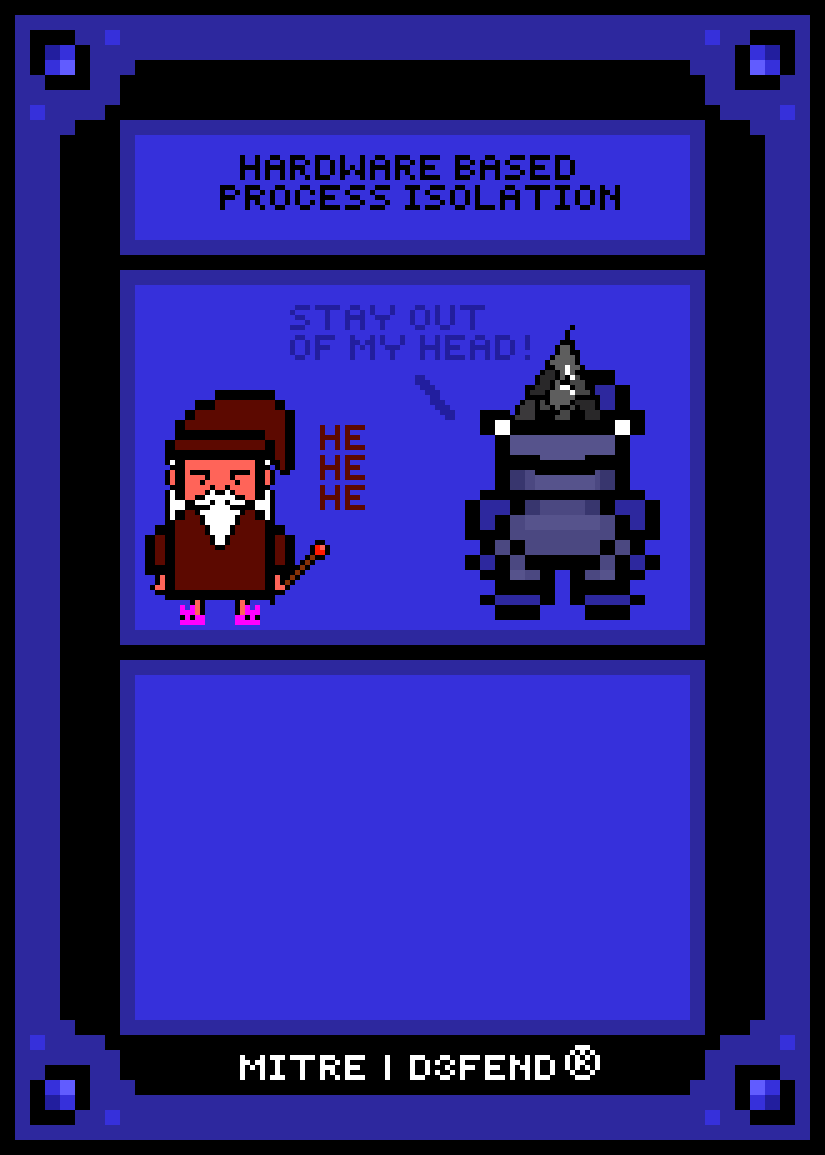 HARDWARE BASED
PROCESS ISOLATION
STAY OUT
OF MY HEAD!
HE
HE
HE
MITRE | D3FEND®